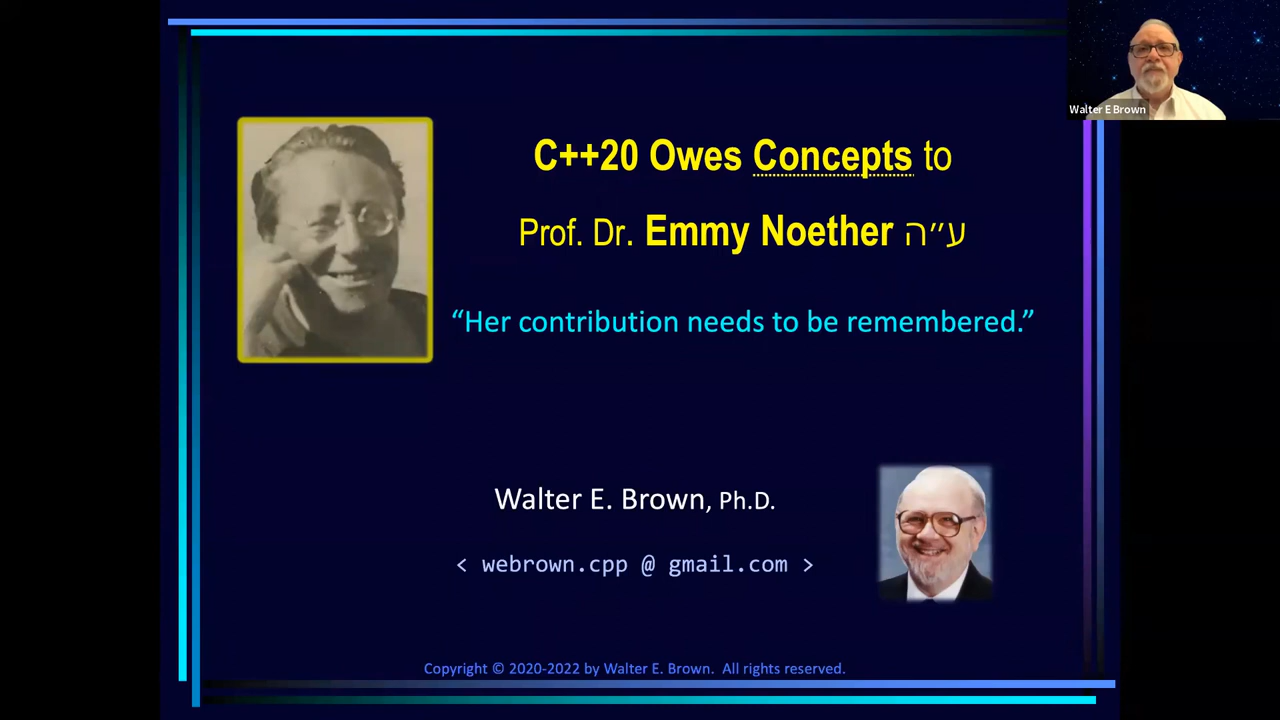 C++20 Owes Concepts to
Prof. Dr. Emmy Noether ע״ה
“Her contribution needs to be remembered.”
Walter E. Brown, Ph.D.
< webrown.cpp @ gmail.com >
Copyright © 2020-2022 by Walter E. Brown. All rights reserved.
Walter E Brown